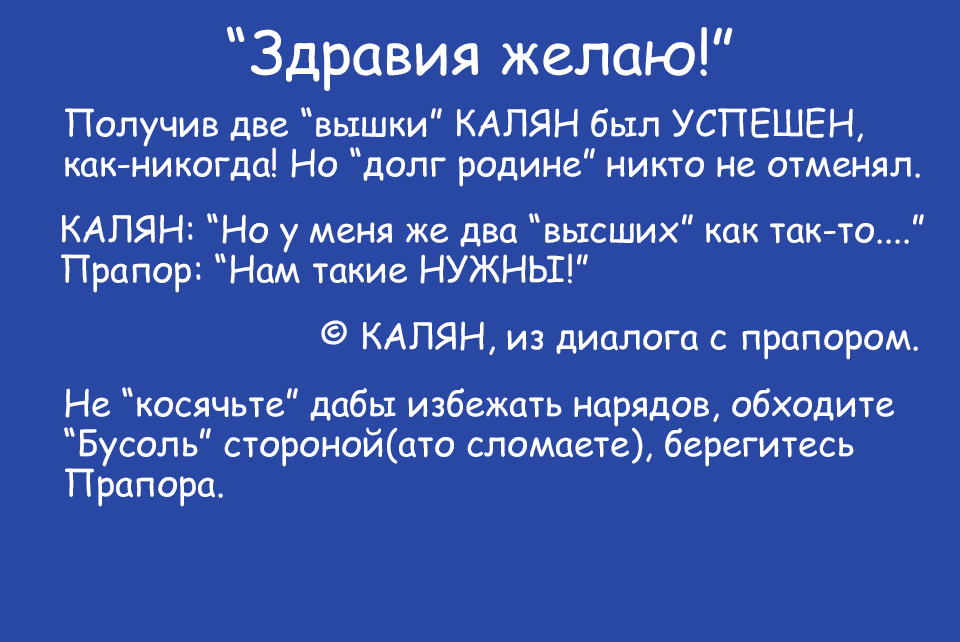 “Здравия желаю!”
Получив две “вышки” КАЛЯН был УСПЕШЕН,
как-никогда! Но “долг родине” никто не отменял.
КАЛЯН: “Но у меня же два “высших” как так-то....”
Прапор: “Нам такие НУЖНЫ!”
© КАЛЯН, из диалога с прапором.
Не “косячьте” дабы избежать нарядов, обходите
“Бусоль” стороной(ато сломаете), берегитесь
Прапора.